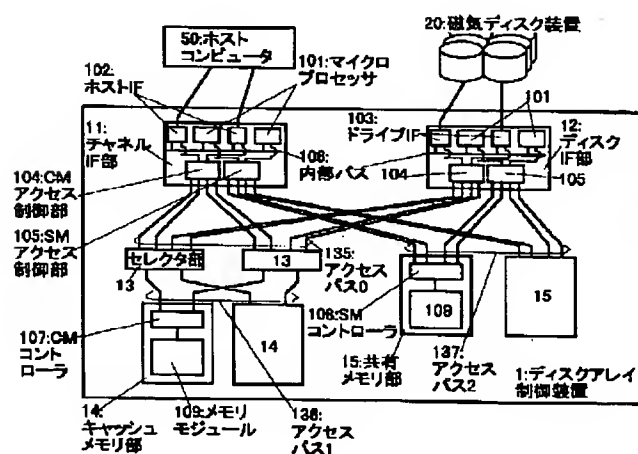 50:ホスト
コンピュータ
20:磁気ディスク装置
102:
ホストIF
101:マイクロ
プロセッサ
103:
ドライブIF
101
11:
チャネル
IF部
106:
内部バス
12:
ディスク
IF部
104:CM
アクセス
制御部
104
105
105:SM
アクセス
制御部
セレクタ部
13
13
135:
アクセス
パス0
108:SM
コントローラ
109
15
107:CM
コント
ローラ
14
15:共有
メモリ部
137:
アクセス
パス2
1:ディスクアレイ
制御装置
14:
キャッシュ
メモリ部
109:メモリ
モジュール
136:
アクセス
パス1